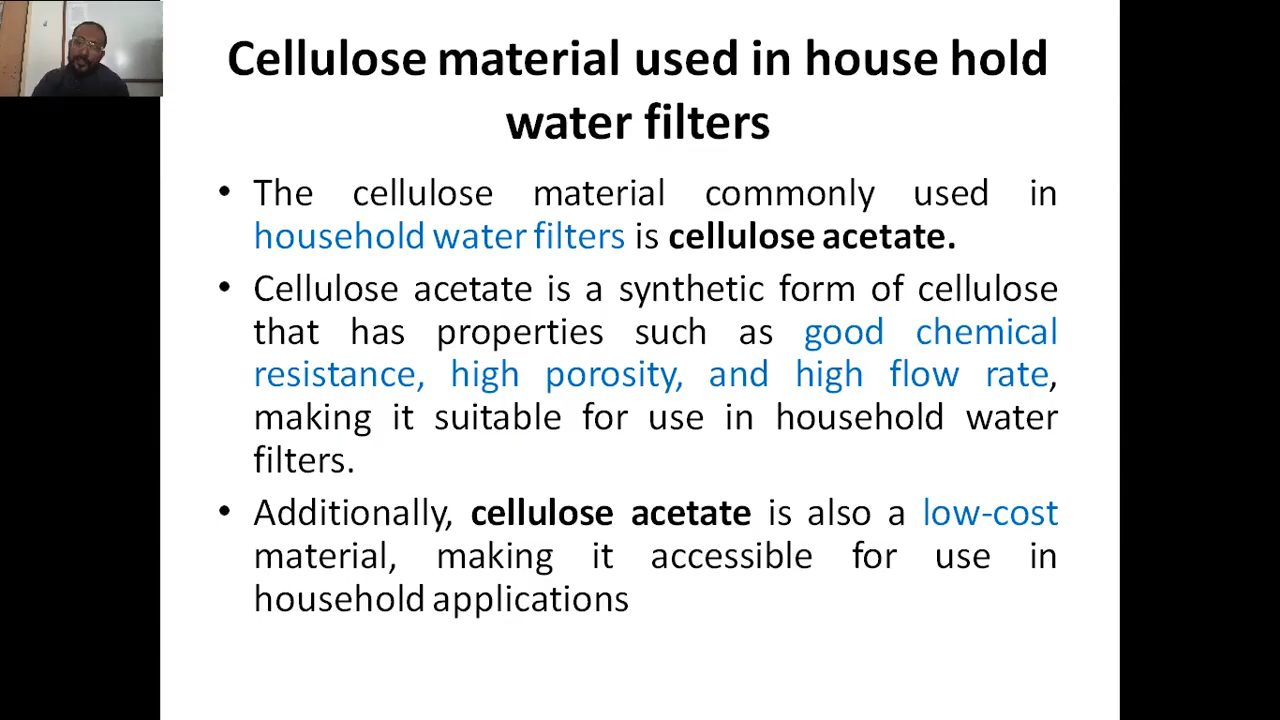 Cellulose material used in house hold
water filters
• The cellulose material commonly used in
household water filters is cellulose acetate.
• Cellulose acetate is a synthetic form of cellulose
that has properties such as good chemical
resistance, high porosity, and high flow rate,
making it suitable for use in household water
filters.
• Additionally, cellulose acetate is also a low-cost
material, making it accessible for use in
household applications